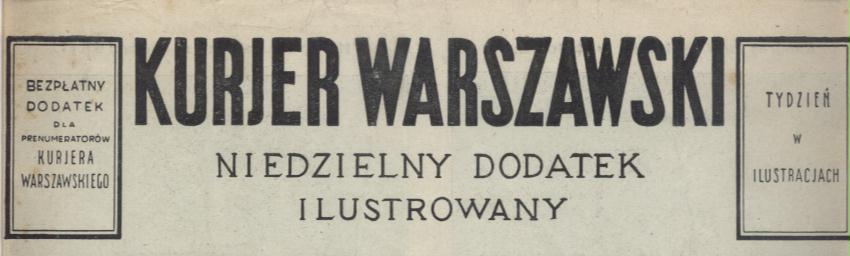 BEZPŁATNY
DODATEK
DLA
PRENUMERATORÓW
KURJERA
WARSZAWSKIEGO
KURJER WARSZAWSKI
NIEDZIELNY DODATEK
ILUSTROWANY
TYDZIEŃ
W
ILUSTRACJACH